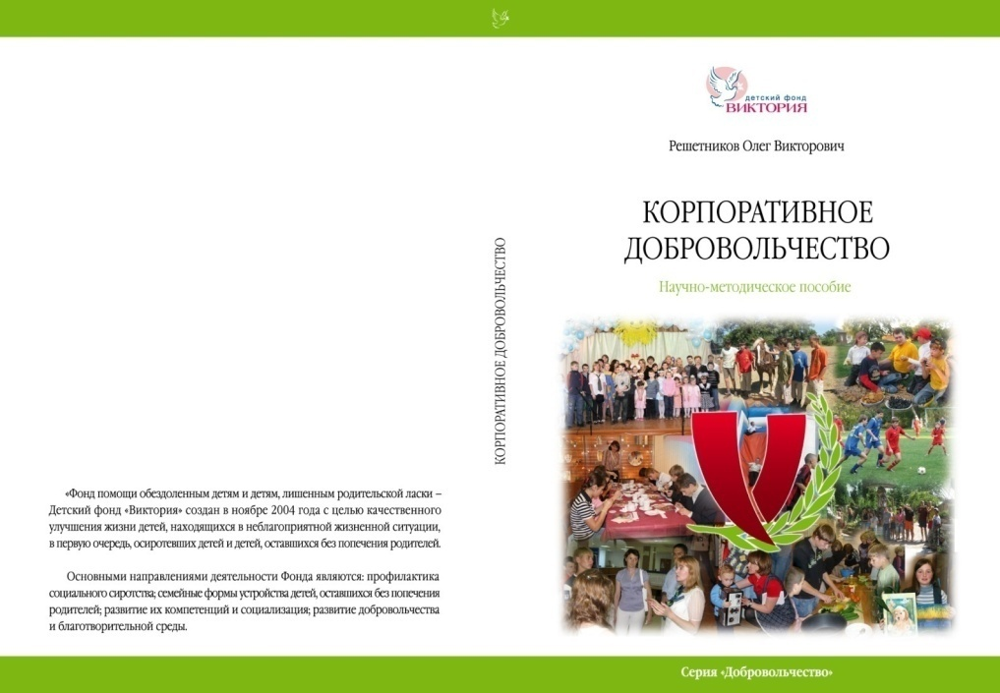 «Фонд помощи обездоленным детям и детям, лишенным родительской ласки –
Детский фонд «Виктория» создан в ноябре 2004 года с целью качественного
улучшения жизни детей, находящихся в неблагоприятной жизненной ситуации,
в первую очередь, осиротевших детей и детей, оставшихся без попечения родителей.
Основными направлениями деятельности Фонда являются: профилактика
социального сиротства; семейные формы устройства детей, оставшихся без попечения
родителей; развитие их компетенций и социализация; развитие добровольчества
и благотворительной среды.
КОРПОРАТИВНОЕ ДОБРОВОЛЬЧЕСТВО
детский фонд
ВИКТОРИЯ
Решетников Олег Викторович
КОРПОРАТИВНОЕ
ДОБРОВОЛЬЧЕСТВО
Научно-методическое пособие
Серия «Добровольчество»